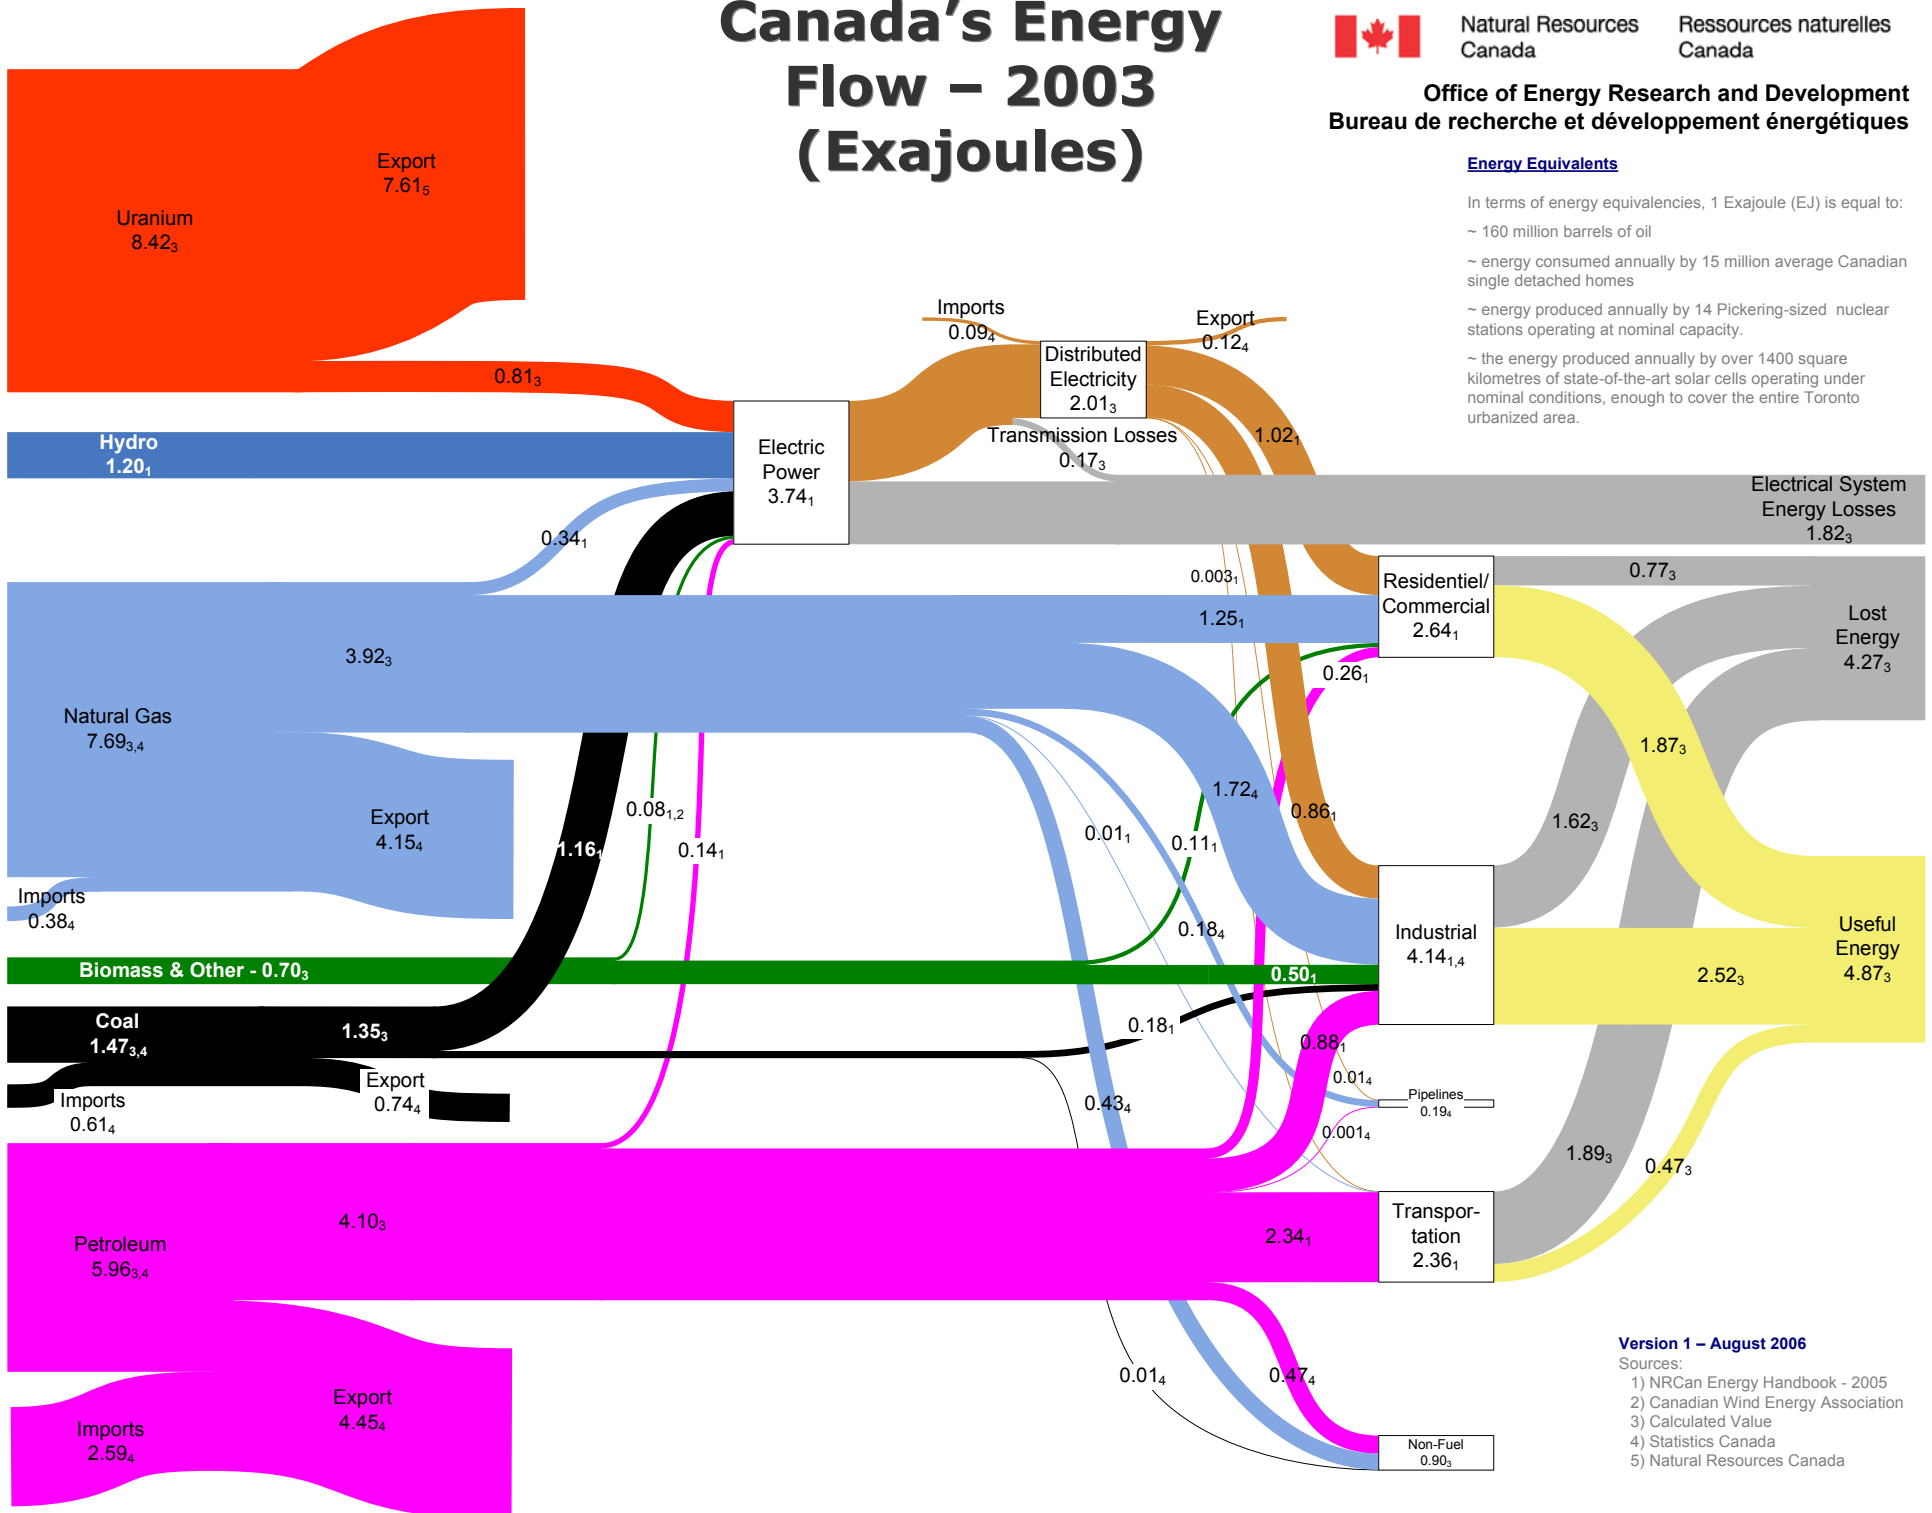 Canada's Energy
Flow – 2003
(Exajoules)
Natural Resources
Canada
Ressources naturelles
Canada
Office of Energy Research and Development
Bureau de recherche et développement énergétiques
Energy Equivalents
In terms of energy equivalencies, 1 Exajoule (EJ) is equal to:
~ 160 million barrels of oil
~ energy consumed annually by 15 million average Canadian
single detached homes
~ energy produced annually by 14 Pickering-sized nuclear
stations operating at nominal capacity.
~ the energy produced annually by over 1400 square
kilometres of state-of-the-art solar cells operating under
nominal conditions, enough to cover the entire Toronto
urbanized area.
Export
7.61₅
Uranium
8.42₃
0.81₃
Hydro
1.20₁
Electric
Power
3.74₁
Imports
0.09₄
Export
0.12₄
Distributed
Electricity
2.01₃
Transmission Losses
0.17₃
1.02₁
Electrical System
Energy Losses
1.82₃
0.34₁
0.003₁
Residentiel/
Commercial
2.64₁
0.77₃
Lost
Energy
4.27₃
1.25₁
3.92₃
0.26₁
Natural Gas
7.69₃,₄
1.87₃
Export
4.15₄
1.72₄
0.86₁
1.62₃
0.08₁,₂
0.14₁
1.16₁
0.01₁
0.11₁
Imports
0.38₄
0.18₄
Industrial
4.14₁,₄
Useful
Energy
4.87₃
Biomass & Other - 0.70₃
0.50₁
2.52₃
Coal
1.47₃,₄
1.35₃
0.18₁
0.88₁
Export
0.74₄
Imports
0.61₄
0.43₄
0.01₄
Pipelines
0.19₄
0.001₄
1.89₃
0.47₃
4.10₃
Petroleum
5.96₃,₄
2.34₁
Transpor-
tation
2.36₁
Export
4.45₄
Imports
2.59₄
0.01₄
0.47₄
Non-Fuel
0.90₃
Version 1 – August 2006
Sources:
1) NRCan Energy Handbook - 2005
2) Canadian Wind Energy Association
3) Calculated Value
4) Statistics Canada
5) Natural Resources Canada